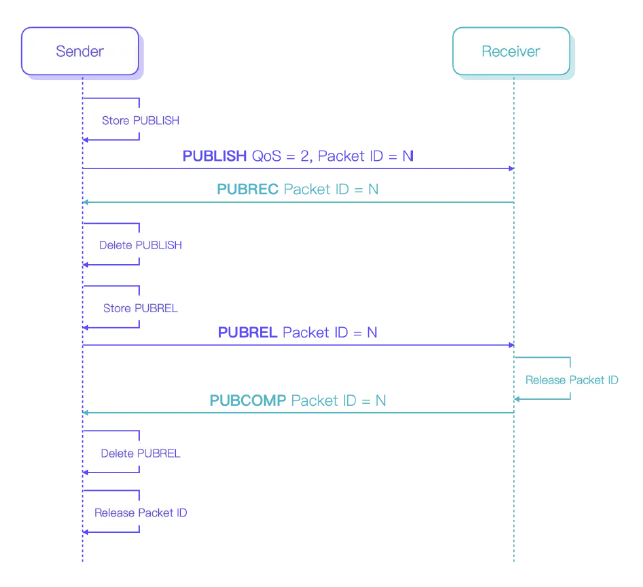 Sender
Receiver
Store PUBLISH
PUBLISH QoS = 2, Packet ID = N
PUBREC Packet ID = N
Delete PUBLISH
Store PUBREL
PUBREL Packet ID = N
Release Packet ID
PUBCOMP Packet ID = N
Delete PUBREL
Release Packet ID